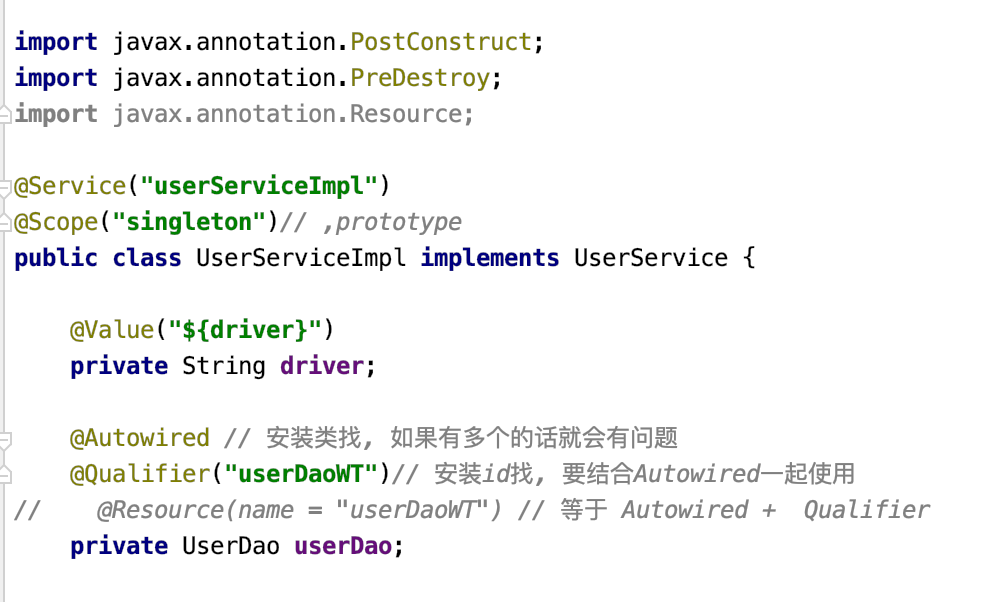 import javax.annotation.PostConstruct;
import javax.annotation.PreDestroy;
import javax.annotation.Resource;
@Service("userServiceImpl")
@Scope("singleton")// ,prototype
public class UserServiceImpl implements UserService {
@Value("${driver}")
private String driver;
@Autowired // 安装类找, 如果有多个的话就会有问题
@Qualifier("userDaoWT")// 安装id找, 要结合Autowired一起使用
//    @Resource(name = "userDaoWT") // 等于 Autowired +  Qualifier
private UserDao userDao;